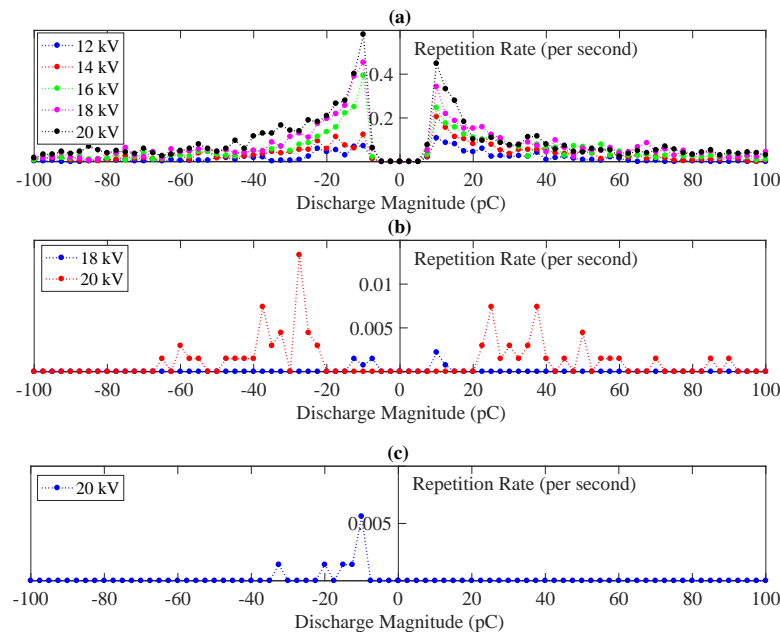 (a)
12 kV
14 kV
16 kV
18 kV
20 kV
Repetition Rate (per second)
0.4
0.2
-100 -80 -60 -40 -20 0 20 40 60 80 100
Discharge Magnitude (pC)
(b)
18 kV
20 kV
Repetition Rate (per second)
0.01
0.005
-100 -80 -60 -40 -20 0 20 40 60 80 100
Discharge Magnitude (pC)
(c)
20 kV
Repetition Rate (per second)
0.005
-100 -80 -60 -40 -20 0 20 40 60 80 100
Discharge Magnitude (pC)